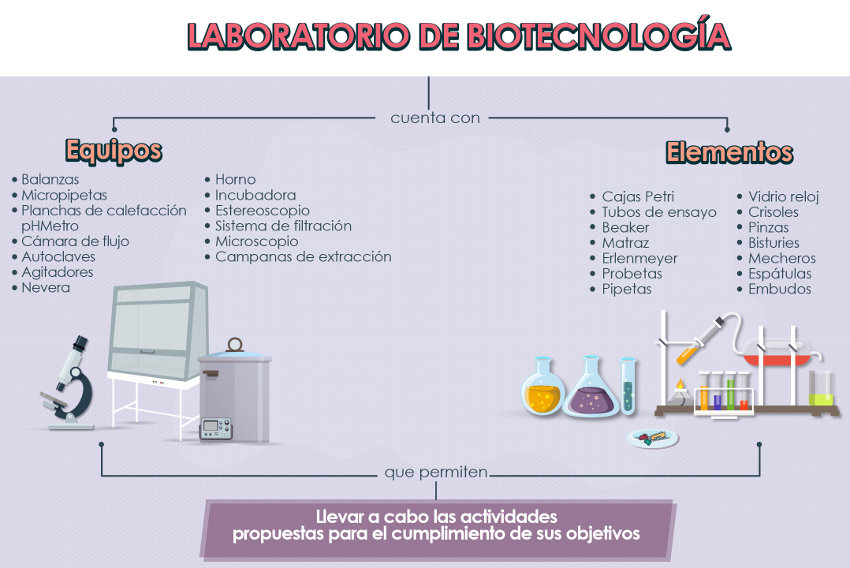 LABORATORIO DE BIOTECNOLOGÍA
cuenta con
Equipos
• Balanzas
• Micropipetas
• Planchas de calefacción
pHMetro
• Cámara de flujo
• Autoclaves
• Agitadores
• Nevera
• Horno
• Incubadora
• Estereoscopio
• Sistema de filtración
• Microscopio
• Campanas de extracción
Elementos
• Cajas Petri
• Tubos de ensayo
• Beaker
• Matraz
• Erlenmeyer
• Probetas
• Pipetas
• Vidrio reloj
• Crisoles
• Pinzas
• Bisturies
• Mecheros
• Espátulas
• Embudos
que permiten
Llevar a cabo las actividades
propuestas para el cumplimiento de sus objetivos